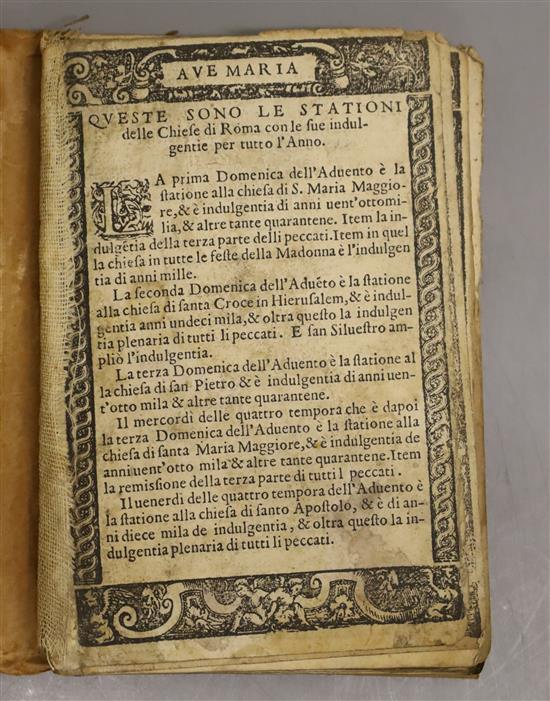 AVE MARIA
QVESTE SONO LE STATIONI
delle Chieſe di Roma con le ſue indul-
gentie per tutto l'Anno.
LA prima Domenica dell'Aduento è la
ſtatione alla chieſa di S. Maria Maggio-
re, & è indulgentia di anni uent'ottomi-
lia, & altre tante quarantene. Item la in-
dulgẽtia della terza parte delli peccati. Item in quel
la chieſa in tutte le feſte della Madonna è l'indulgen
tia di anni mille.
La ſeconda Domenica dell'Aduẽto è la ſtatione
alla chieſa di ſanta Croce in Hieruſalem, & è indul-
gentia anni undeci mila, & oltra queſto la indulgen
tia plenaria di tutti li peccati. E ſan Silueſtro am-
pliò l'indulgentia.
La terza Domenica dell'Aduento è la ſtatione al
la chieſa di ſan Pietro & è indulgentia di anni uen-
t'otto mila & altre tante quarantene.
Il mercordì delle quattro tempora che è dapoi
la terza Domenica dell'Aduento è la ſtatione alla
chieſa di ſanta Maria Maggiore, & è indulgentia de
anni uent'otto mila & altre tante quarantene. Item
la remiſſione della terza parte di tutti l peccati.
Il uenerdì delle quattro tempora dell'Aduento è
la ſtatione alla chieſa di ſanto Apoſtolo, & è di an-
ni diece mila de indulgentia, & oltra queſto la in-
dulgentia plenaria di tutti li peccati.